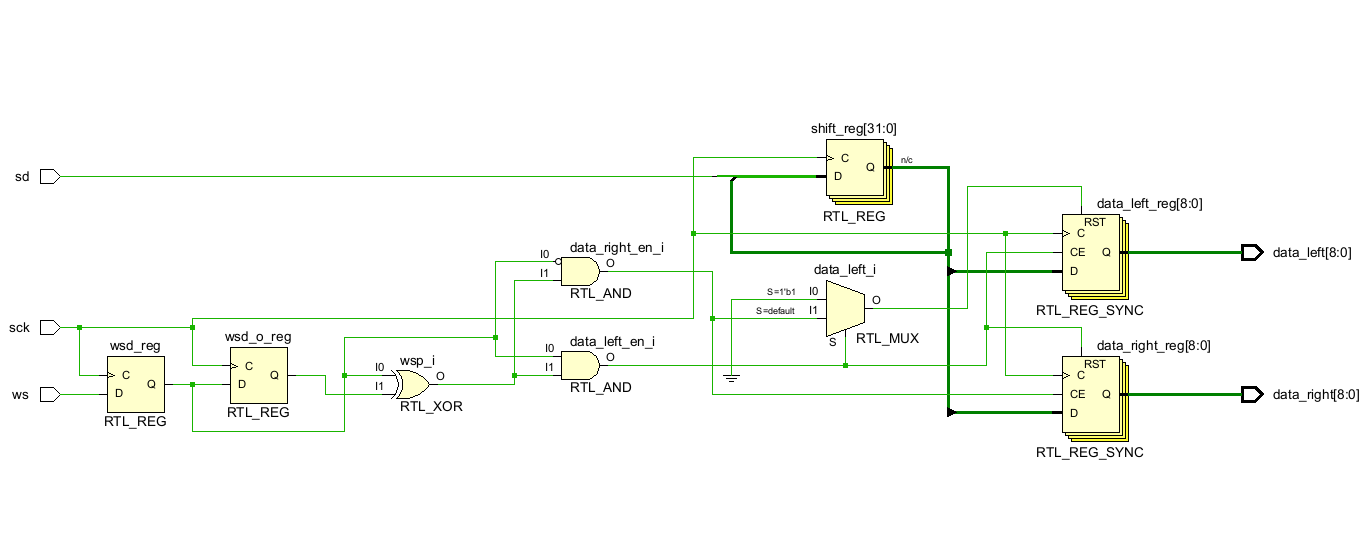 sd
sck
ws
wsd_reg
C
D
Q
RTL_REG
wsd_o_reg
C
D
Q
RTL_REG
wsp_i
I0
I1
O
RTL_XOR
data_right_en_i
I0
I1
O
RTL_AND
data_left_en_i
I0
I1
O
RTL_AND
shift_reg[31:0]
C
D
Q
n/c
RTL_REG
data_left_i
S=1'b1
I0
S=default
I1
O
S
RTL_MUX
data_left_reg[8:0]
RST
C
CE
D
Q
RTL_REG_SYNC
data_right_reg[8:0]
RST
C
CE
D
Q
RTL_REG_SYNC
data_left[8:0]
data_right[8:0]